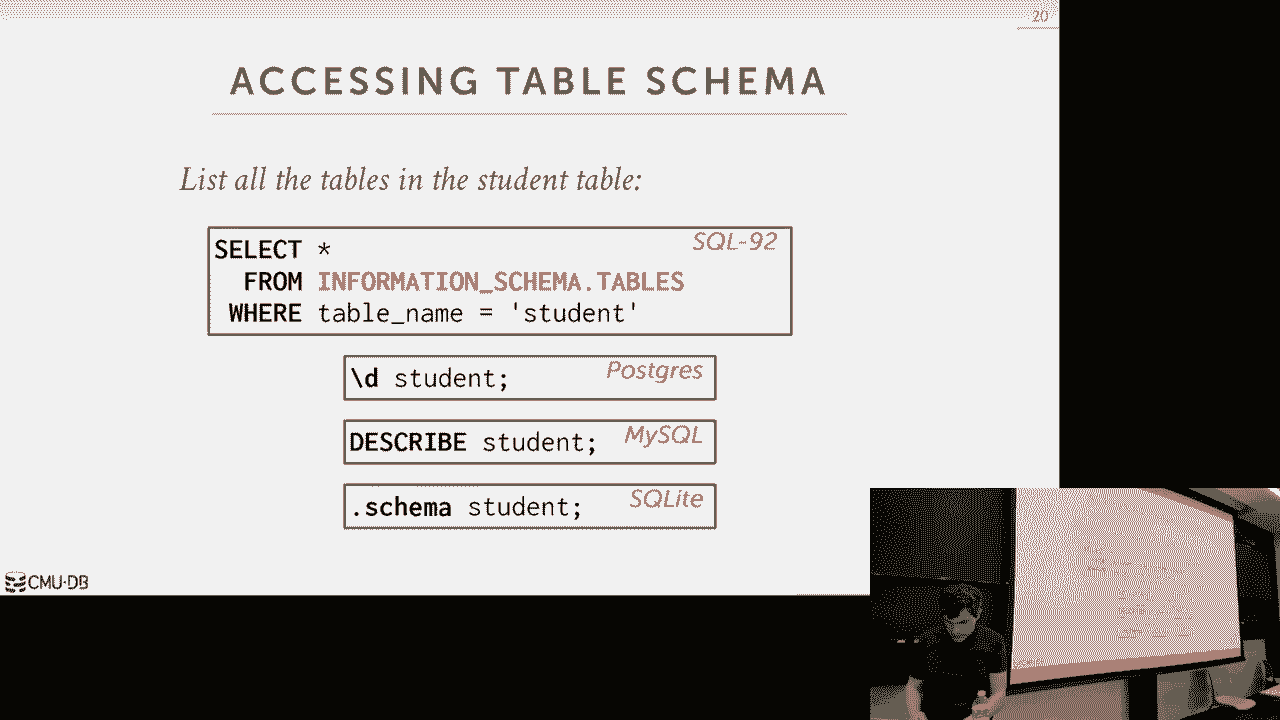 20
ACCESSING TABLE SCHEMA
List all the tables in the student table:
SELECT * SQL-92
FROM INFORMATION_SCHEMA.TABLES
WHERE table_name = 'student'
\d student; Postgres
DESCRIBE student; MySQL
.schema student; SQLite
CMU·DB